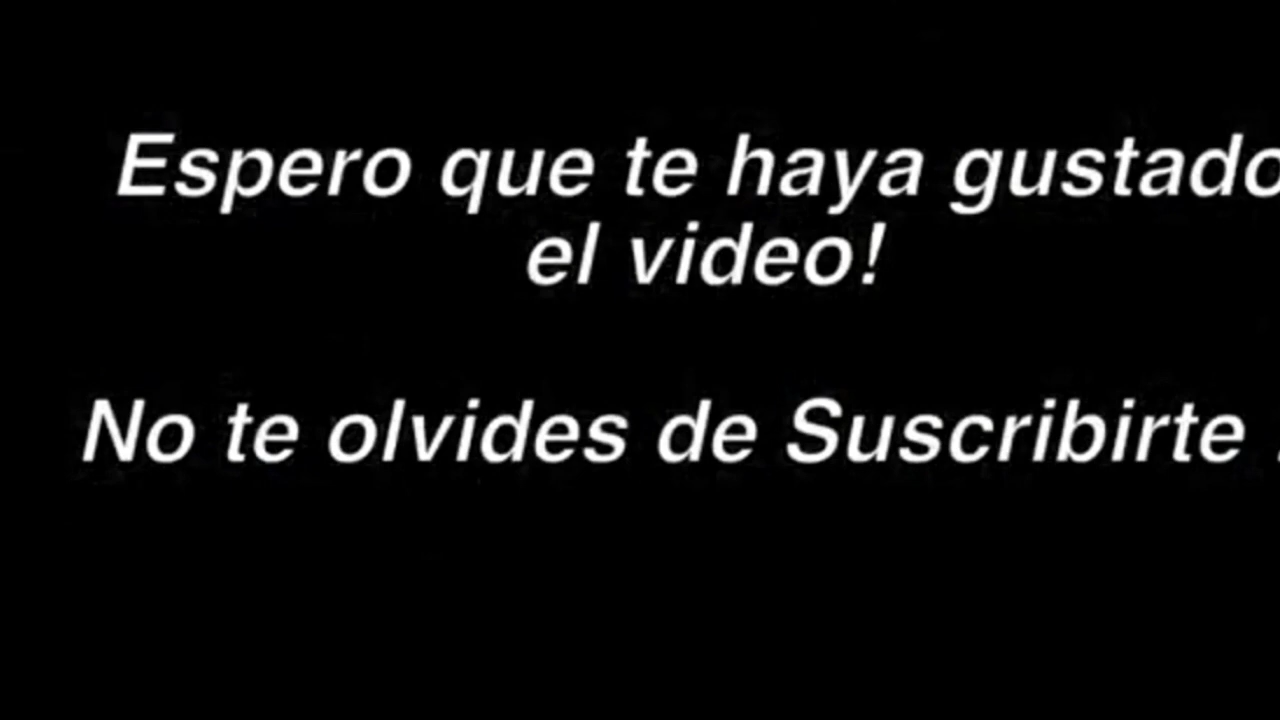 Espero que te haya gustado
el video!
No te olvides de Suscribirte